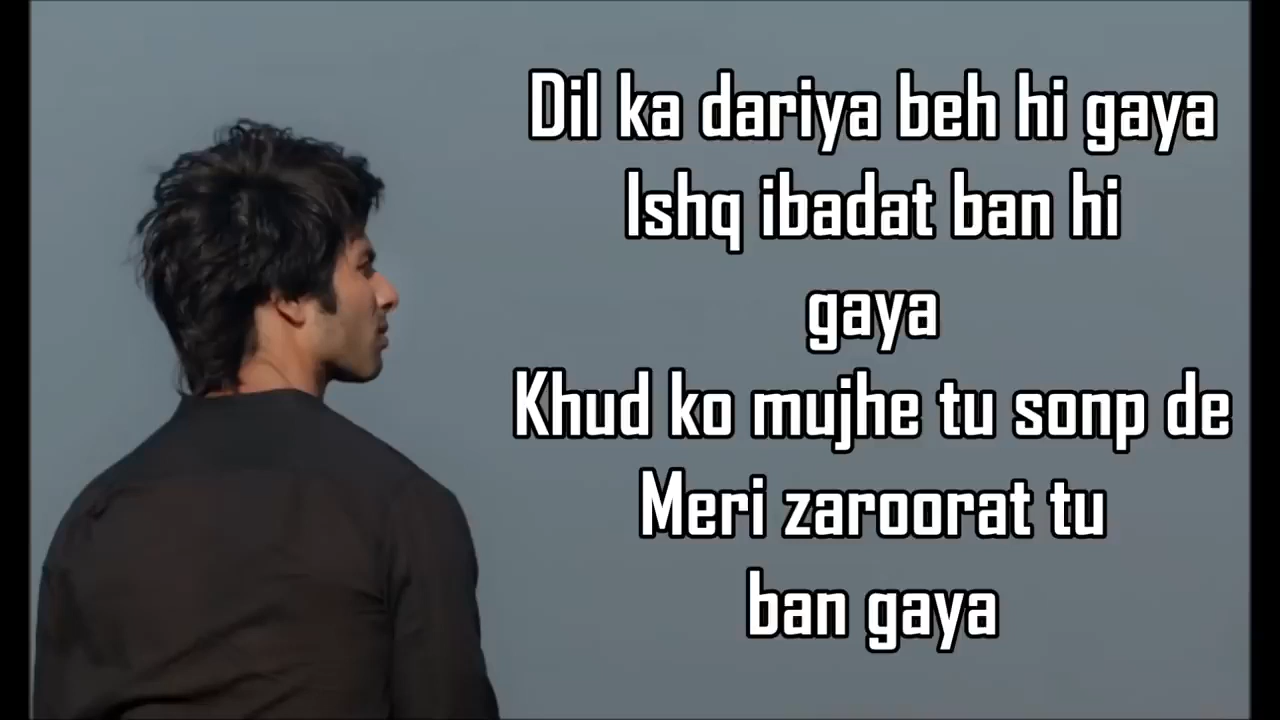 Dil ka dariya beh hi gaya
Ishq ibadat ban hi
gaya
Khud ko mujhe tu sonp de
Meri zaroorat tu
ban gaya